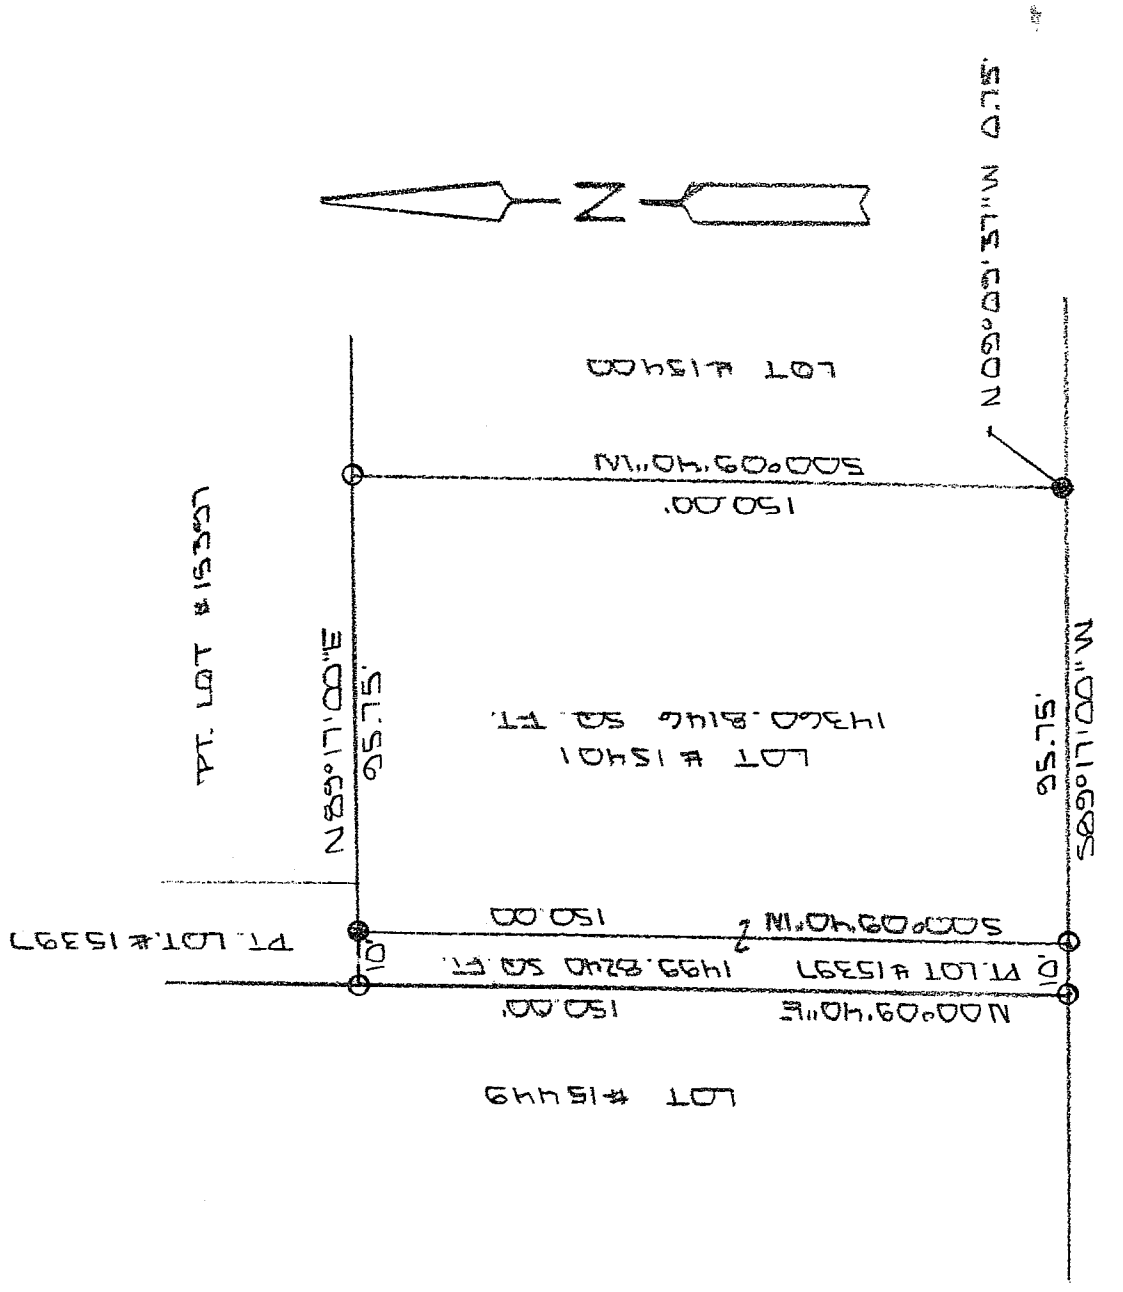 N 09°09'37" W 0.75'
N
LOT #15400
S00°09'40"W
150.00'
PT. LOT #15397
N89°17'00"E
95.75'
LOT #15401
14360.8146 SQ. FT.
95.75'
S89°17'00"W
PT. LOT #15397
150.00
S00°09'40"W
10'
1499.8240 SQ. FT.
PT. LOT #15397
10'
150.00'
N00°09'40"E
LOT #15449